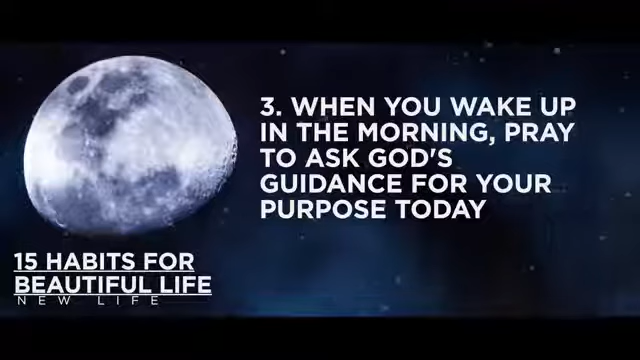 3. WHEN YOU WAKE UP
IN THE MORNING, PRAY
TO ASK GOD'S
GUIDANCE FOR YOUR
PURPOSE TODAY
15 HABITS FOR
BEAUTIFUL LIFE
NEW LIFE